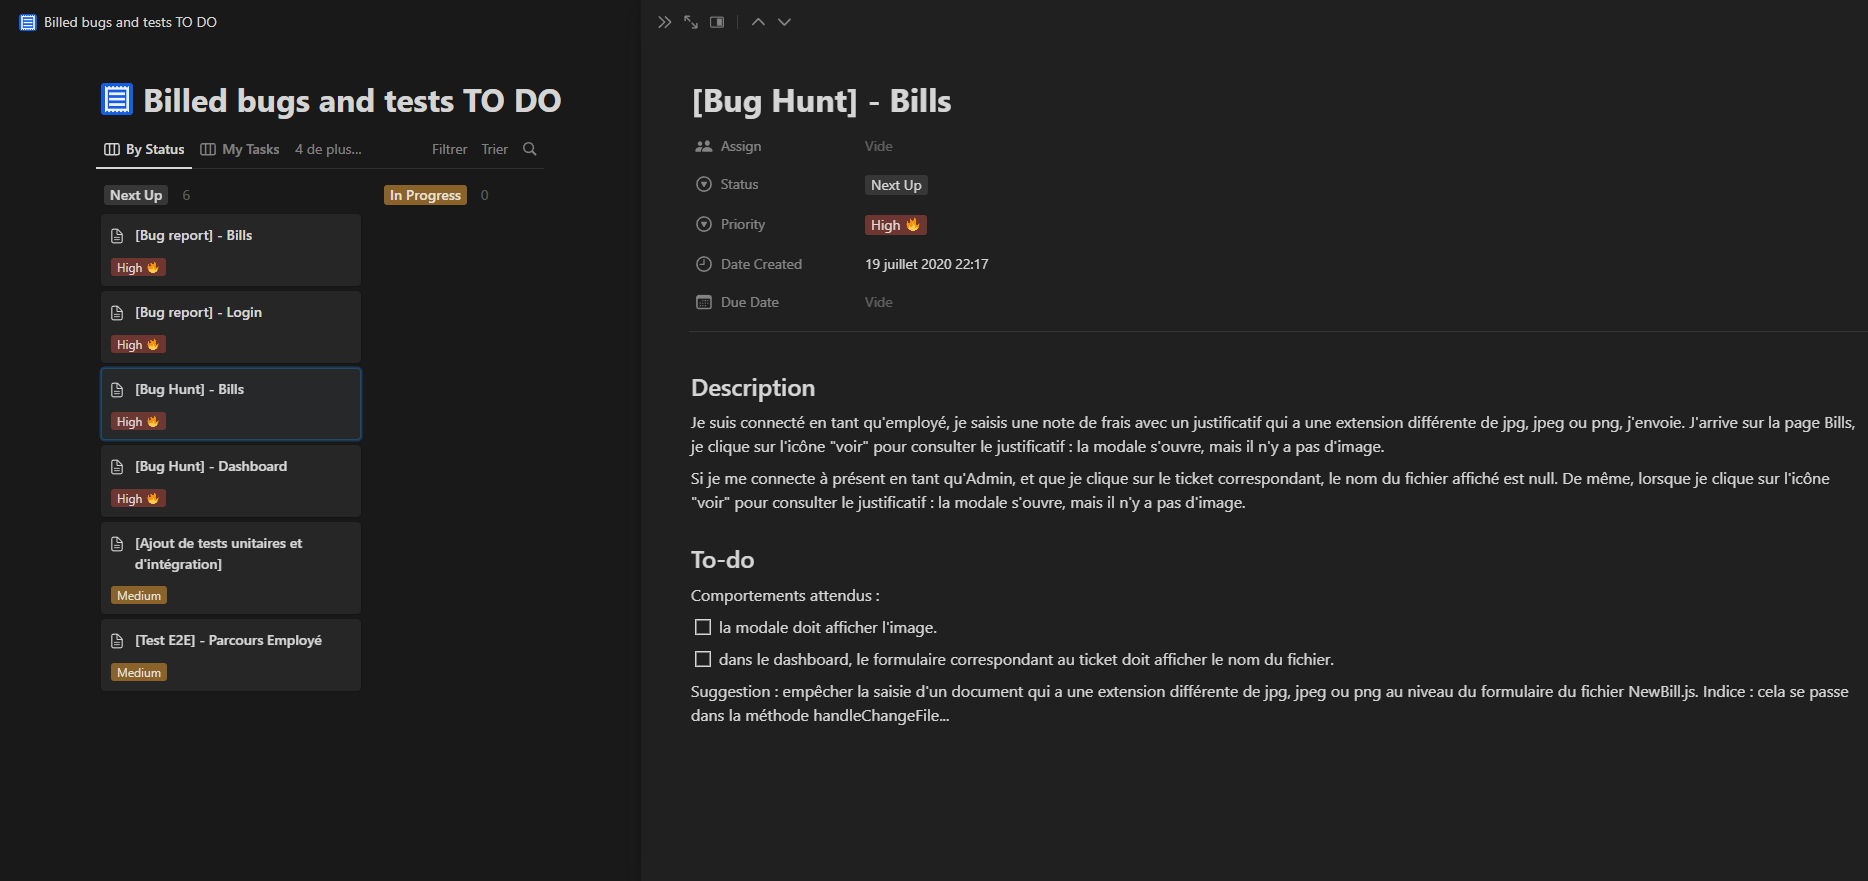 Billed bugs and tests TO DO
Billed bugs and tests TO DO
By Status
My Tasks
4 de plus...
Filtrer
Trier
Next Up 6
In Progress 0
[Bug report] - Bills
High
[Bug report] - Login
High
[Bug Hunt] - Bills
High
[Bug Hunt] - Dashboard
High
[Ajout de tests unitaires et
d'intégration]
Medium
[Test E2E] - Parcours Employé
Medium
[Bug Hunt] - Bills
Assign Vide
Status Next Up
Priority High
Date Created 19 juillet 2020 22:17
Due Date Vide
Description
Je suis connecté en tant qu'employé, je saisis une note de frais avec un justificatif qui a une extension différente de jpg, jpeg ou png, j'envoie. J'arrive sur la page Bills,
je clique sur l'icône "voir" pour consulter le justificatif : la modale s'ouvre, mais il n'y a pas d'image.
Si je me connecte à présent en tant qu'Admin, et que je clique sur le ticket correspondant, le nom du fichier affiché est null. De même, lorsque je clique sur l'icône
"voir" pour consulter le justificatif : la modale s'ouvre, mais il n'y a pas d'image.
To-do
Comportements attendus :
la modale doit afficher l'image.
dans le dashboard, le formulaire correspondant au ticket doit afficher le nom du fichier.
Suggestion : empêcher la saisie d'un document qui a une extension différente de jpg, jpeg ou png au niveau du formulaire du fichier NewBill.js. Indice : cela se passe
dans la méthode handleChangeFile...